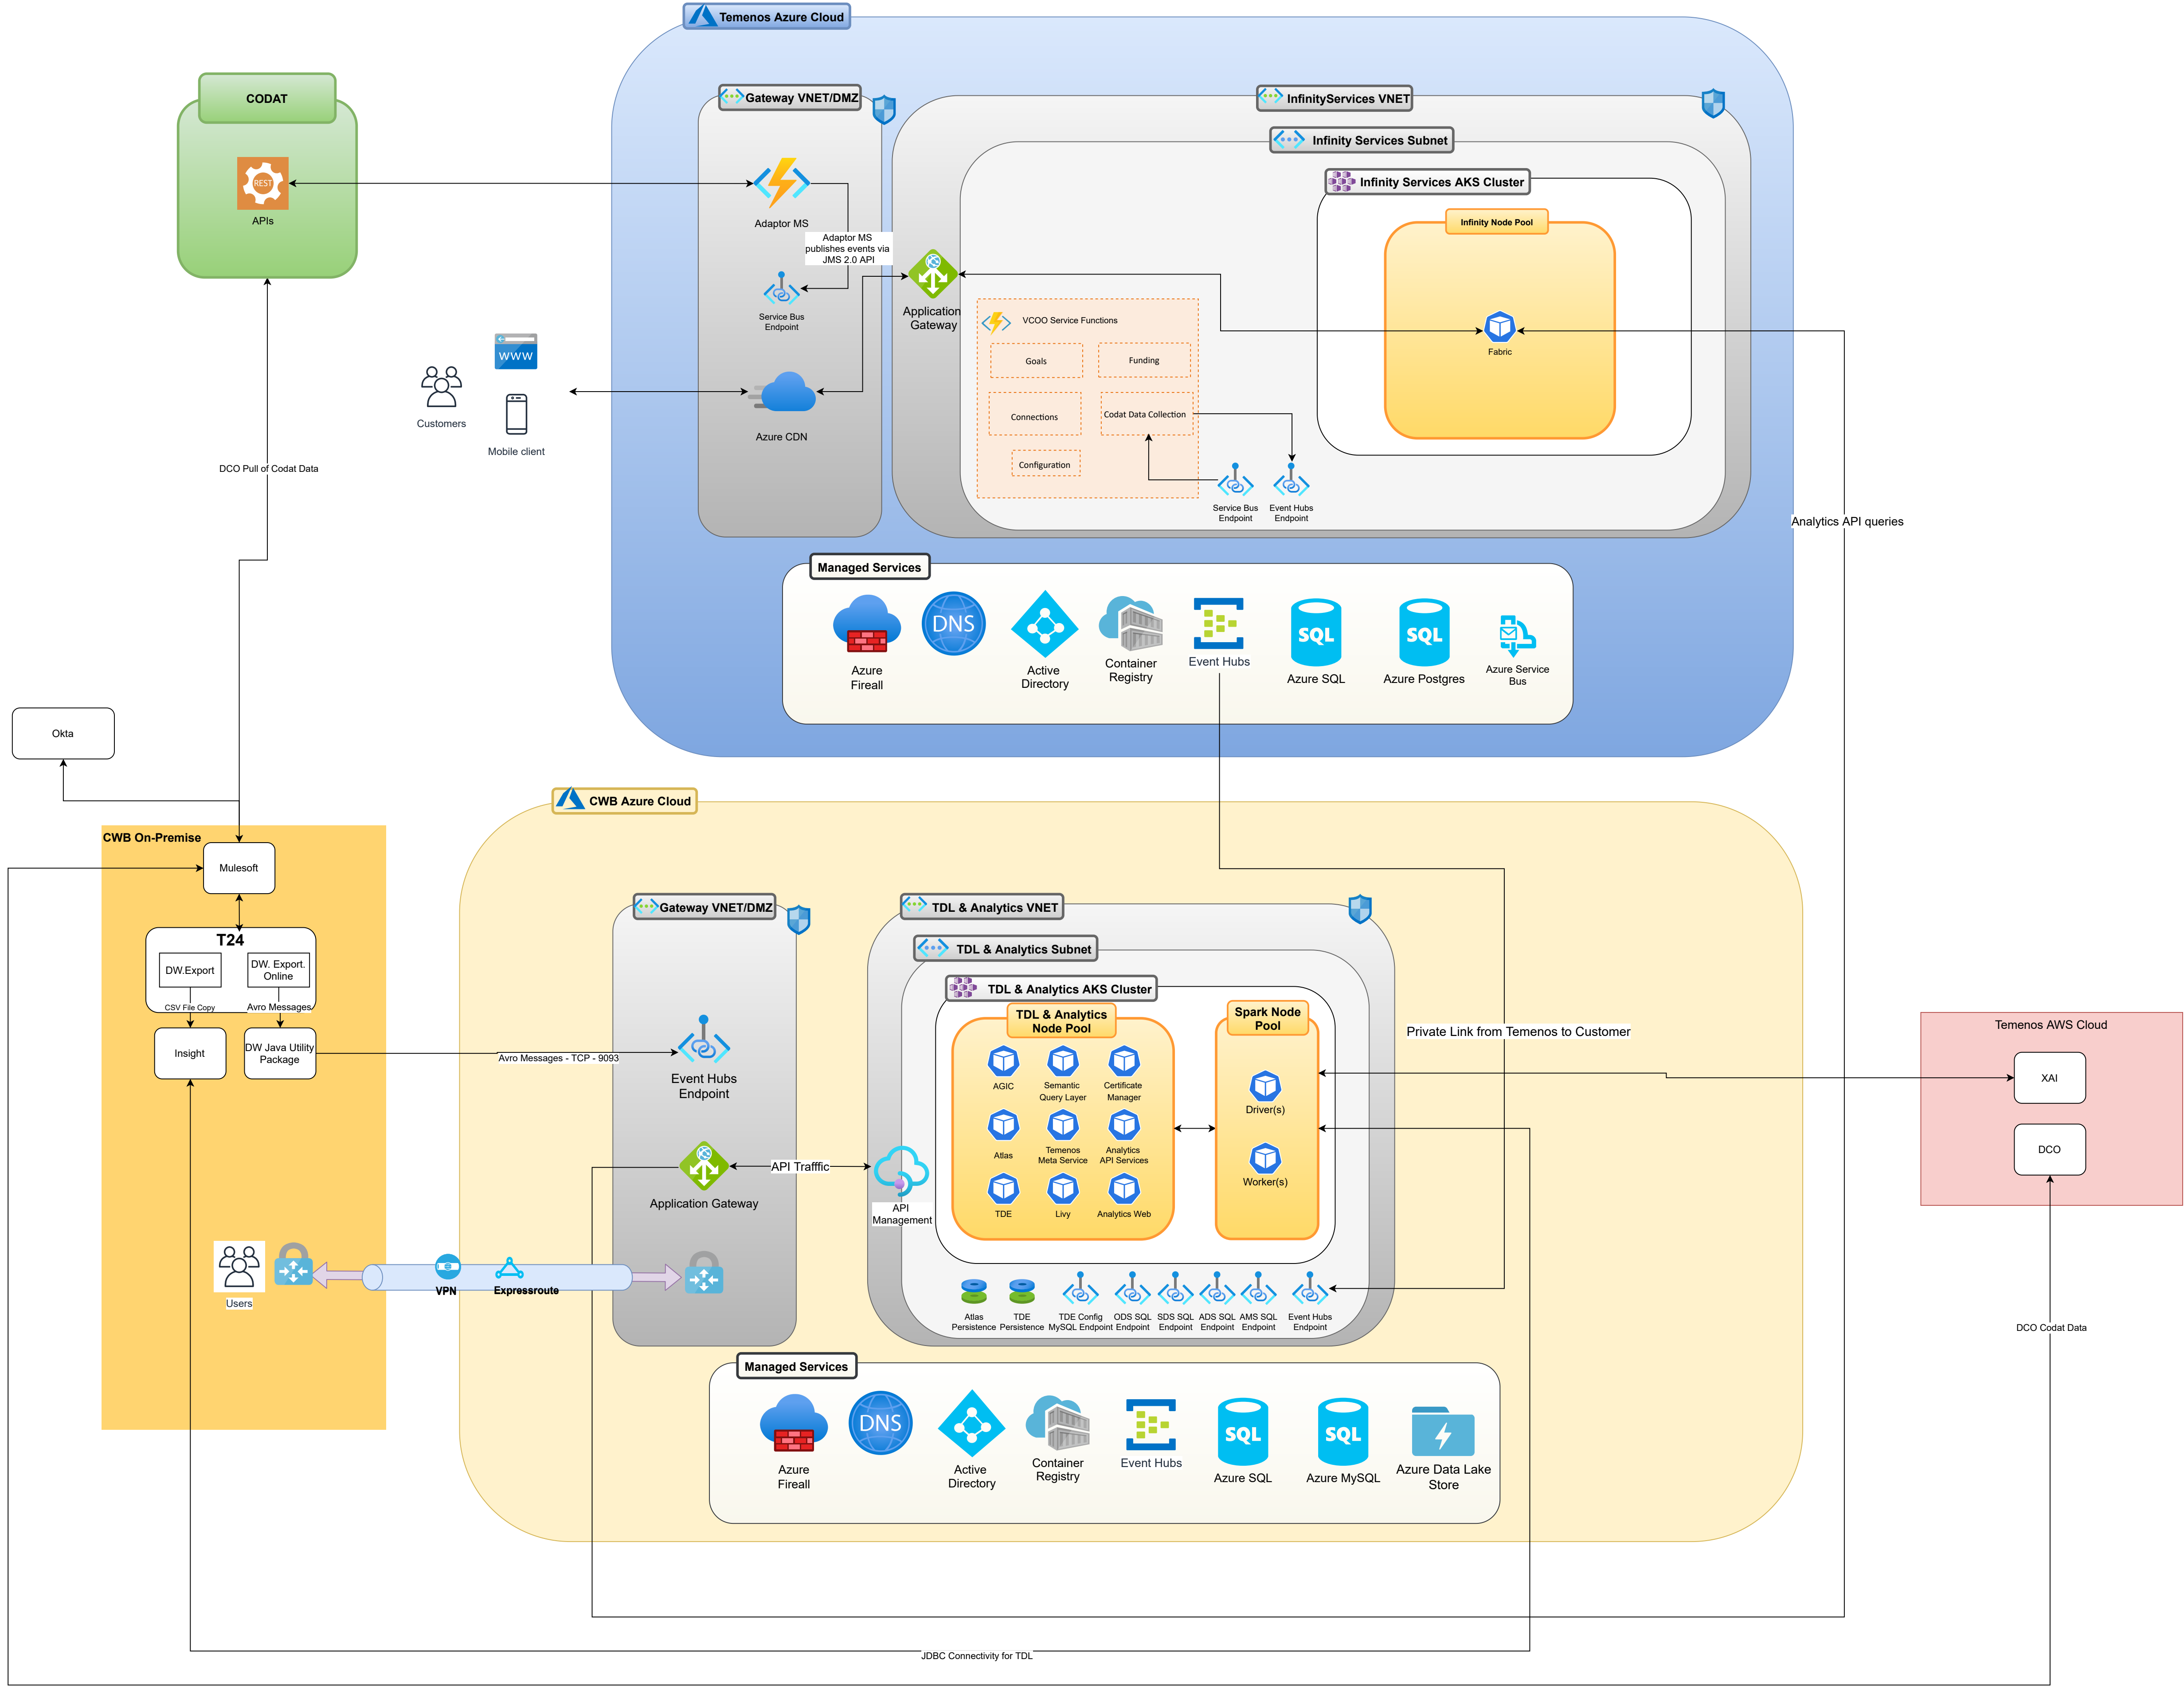 Temenos Azure Cloud
CODAT
REST
APIs
Gateway VNET/DMZ
Adaptor MS
Adaptor MS
publishes events via
JMS 2.0 API
Service Bus
Endpoint
Azure CDN
WWW
Customers
Mobile client
InfinityServices VNET
Infinity Services Subnet
Infinity Services AKS Cluster
Infinity Node Pool
Fabric
Application
Gateway
VCOO Service Functions
Goals
Funding
Connections
Codat Data Collection
Configuration
Service Bus
Endpoint
Event Hubs
Endpoint
DCO Pull of Codat Data
Analytics API queries
Managed Services
Azure
Fireall
DNS
Active
Directory
Container
Registry
Event Hubs
SQL
Azure SQL
SQL
Azure Postgres
Azure Service
Bus
Okta
CWB On-Premise
Mulesoft
T24
DW.Export
DW. Export.
Online
CSV File Copy
Avro Messages
Insight
DW Java Utility
Package
Avro Messages - TCP - 9093
Users
VPN
Expressroute
CWB Azure Cloud
Gateway VNET/DMZ
Event Hubs
Endpoint
Application Gateway
API Trafffic
API
Management
TDL & Analytics VNET
TDL & Analytics Subnet
TDL & Analytics AKS Cluster
TDL & Analytics
Node Pool
AGIC
Semantic
Query Layer
Certificate
Manager
Atlas
Temenos
Meta Service
Analytics
API Services
TDE
Livy
Analytics Web
Spark Node
Pool
Driver(s)
Worker(s)
Atlas
Persistence
TDE
Persistence
TDE Config
MySQL Endpoint
ODS SQL
Endpoint
SDS SQL
Endpoint
ADS SQL
Endpoint
AMS SQL
Endpoint
Event Hubs
Endpoint
Private Link from Temenos to Customer
Temenos AWS Cloud
XAI
DCO
DCO Codat Data
Managed Services
Azure
Fireall
DNS
Active
Directory
Container
Registry
Event Hubs
SQL
Azure SQL
SQL
Azure MySQL
Azure Data Lake
Store
JDBC Connectivity for TDL